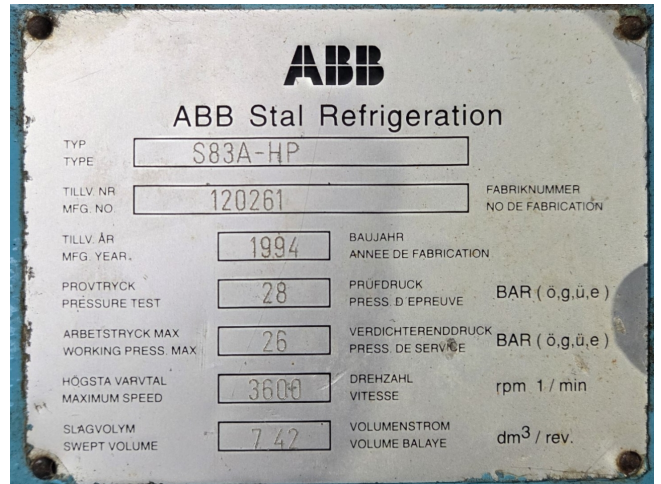 ABB
ABB Stal Refrigeration
TYP
TYPE
S83A-HP
TILLV. NR
MFG. NO.
120261
FABRIKNUMMER
NO DE FABRICATION
TILLV. ÅR
MFG. YEAR.
1994
BAUJAHR
ANNEE DE FABRICATION
PROVTRYCK
PRESSURE TEST
28
PRÜFDRUCK
PRESS. D´EPREUVE
BAR ( ö,g,ü,e )
ARBETSTRYCK MAX
WORKING PRESS. MAX
26
VERDICHTERENDDRUCK
PRESS. DE SERVICE
BAR ( ö,g,ü,e )
HÖGSTA VARVTAL
MAXIMUM SPEED
3600
DREHZAHL
VITESSE
rpm 1/min
SLAGVOLYM
SWEPT VOLUME
7.42
VOLUMENSTROM
VOLUME BALAYE
dm³ / rev.